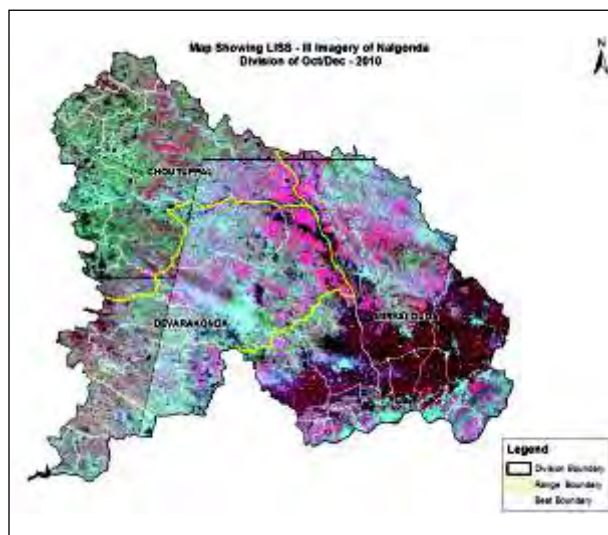 Map Showing LISS - III Imagery of Nalgonda
Division of Oct/Dec - 2010
N
CHOUTUPPAL
DEVARAKONDA
Legend
Division Boundary
Range Boundary
Beat Boundary